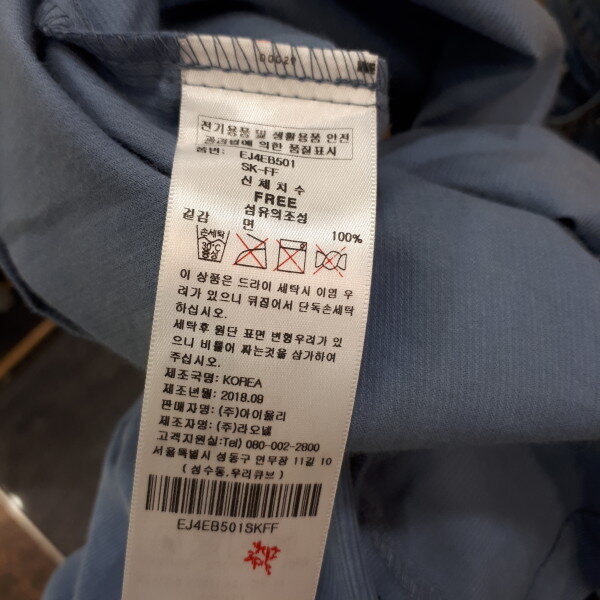 00029
전기용품 및 생활용품 안전
관리법에 의한 품질표시
품번: EJ4EB501
SK-FF
신체치수
FREE
섬유의조성
겉감 면 100%
손세탁
30℃
중성
이 상품은 드라이 세탁시 이염 우
려가 있으니 뒤집어서 단독손세탁
하십시오.
세탁후 원단 표면 변형우려가 있
으니 비틀어 짜는것을 삼가하여
주십시오.
제조국명: KOREA
제조년월: 2018.09
판매자명: (주)아이올리
제조자명: (주)라오넬
고객지원실:Tel) 080-002-2800
서울특별시 성동구 연무장 11길 10
(성수동,우리큐브)
EJ4EB501SKFF